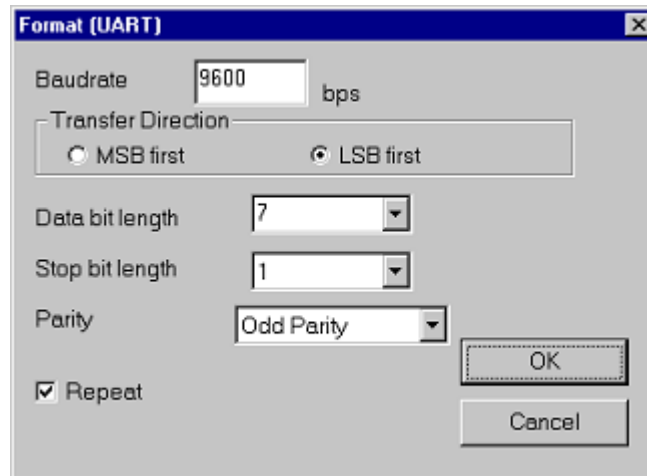 Format (UART)
Baudrate 9600 bps
Transfer Direction
MSB first LSB first
Data bit length 7
Stop bit length 1
Parity Odd Parity
OK
Repeat
Cancel